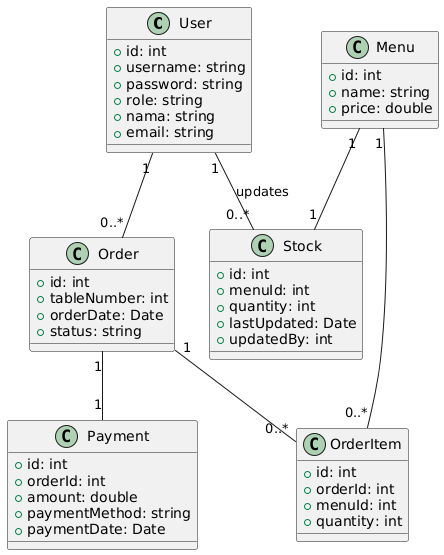 C User
+ id: int
+ username: string
+ password: string
+ role: string
+ nama: string
+ email: string
C Menu
+ id: int
+ name: string
+ price: double
1
1
updates
0..*
0..*
1
1
1
C Order
+ id: int
+ tableNumber: int
+ orderDate: Date
+ status: string
C Stock
+ id: int
+ menuId: int
+ quantity: int
+ lastUpdated: Date
+ updatedBy: int
1
1
1
0..*
0..*
C Payment
+ id: int
+ orderId: int
+ amount: double
+ paymentMethod: string
+ paymentDate: Date
C OrderItem
+ id: int
+ orderId: int
+ menuId: int
+ quantity: int